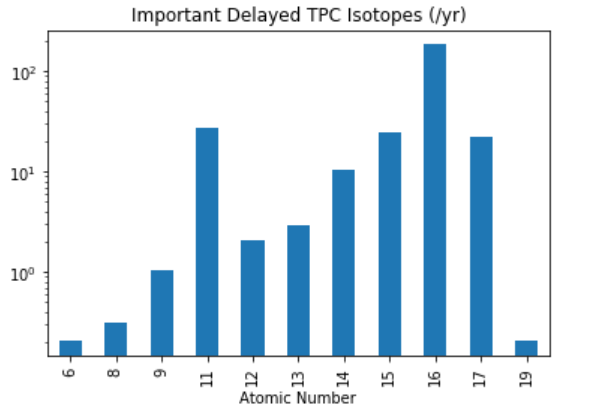 Important Delayed TPC Isotopes (/yr)
10²
10¹
10⁰
6 8 9 11 12 13 14 15 16 17 19
Atomic Number